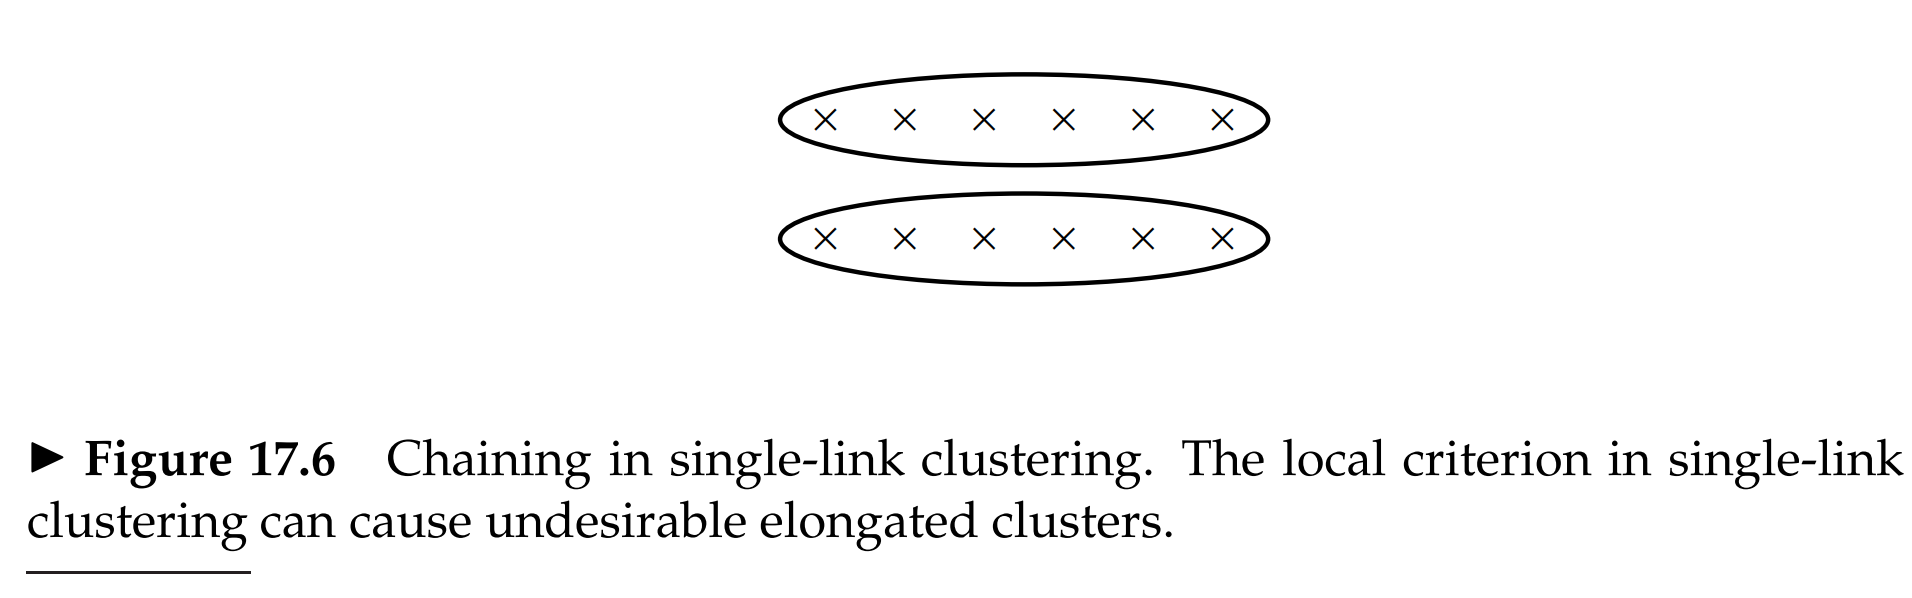 ► Figure 17.6 Chaining in single-link clustering. The local criterion in single-link
clustering can cause undesirable elongated clusters.